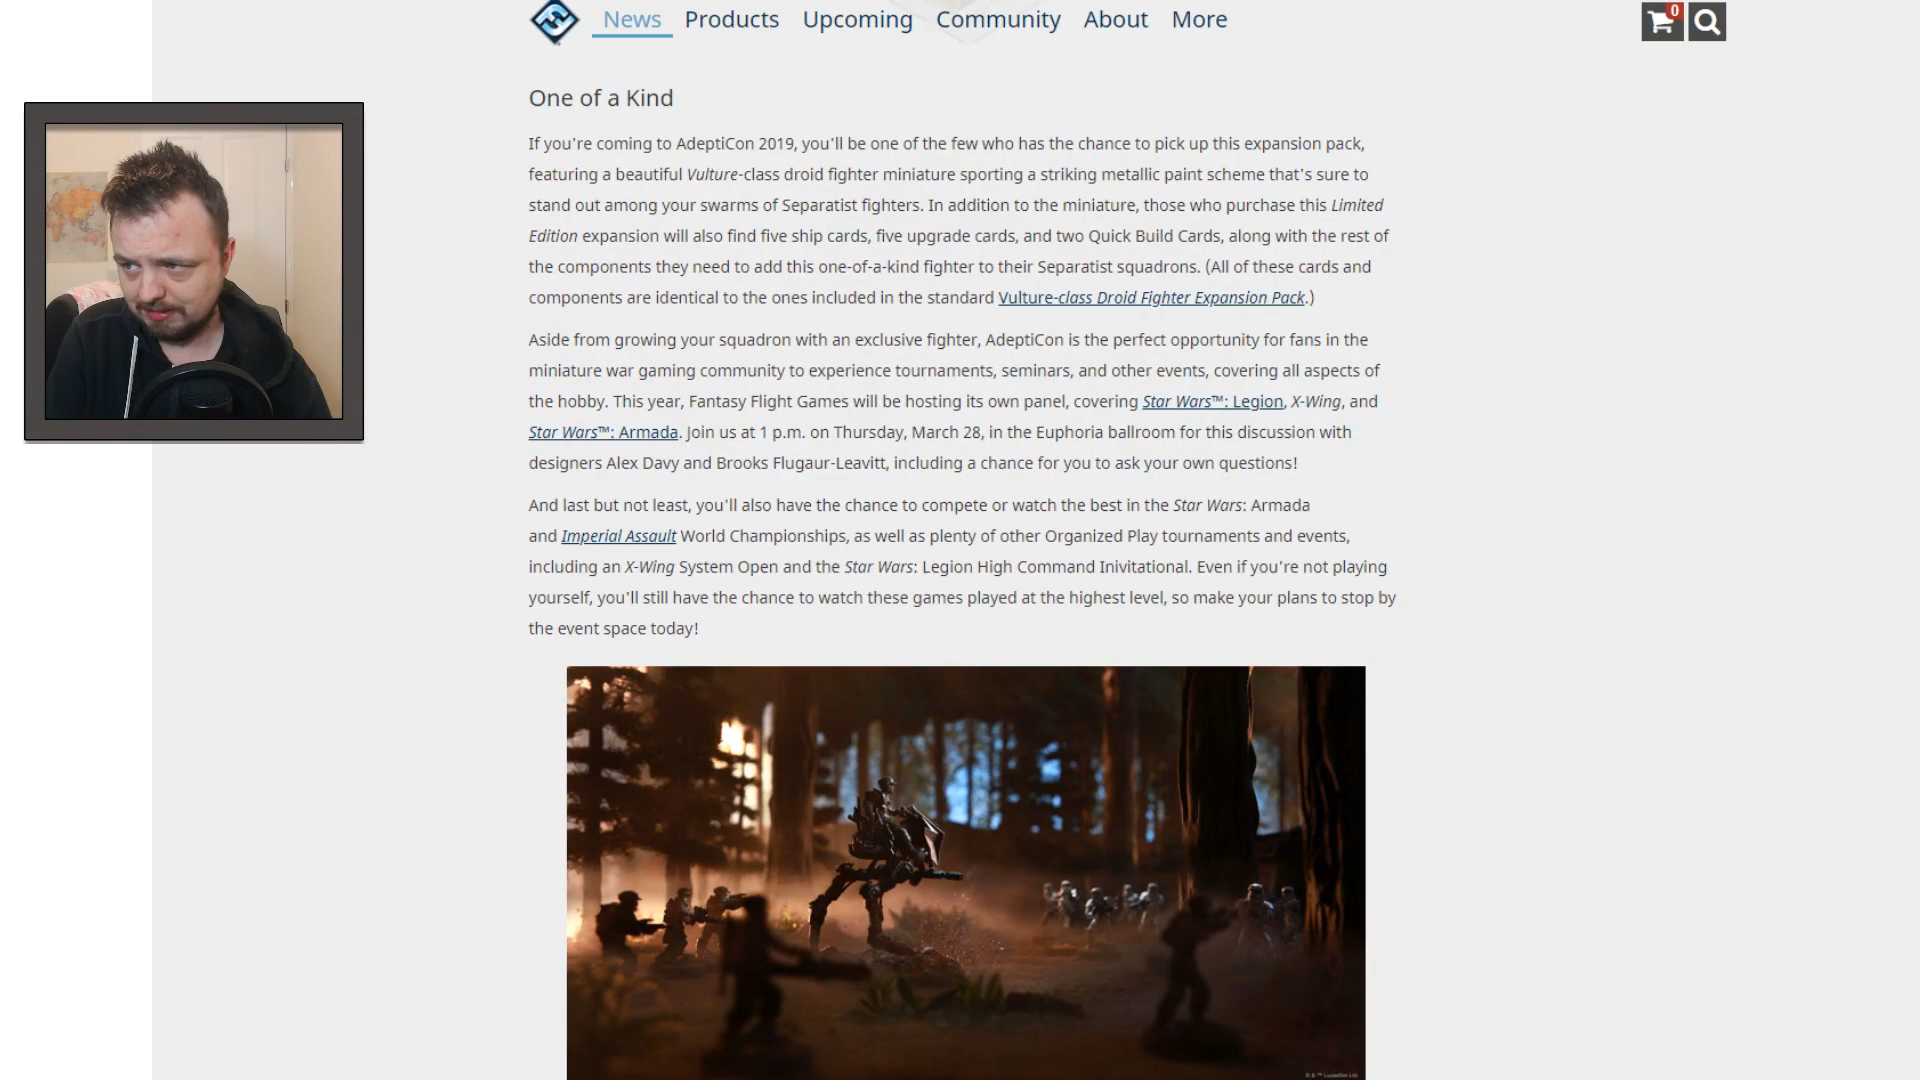 News Products Upcoming Community About More
0
One of a Kind
If you're coming to AdeptiCon 2019, you'll be one of the few who has the chance to pick up this expansion pack,
featuring a beautiful Vulture-class droid fighter miniature sporting a striking metallic paint scheme that's sure to
stand out among your swarms of Separatist fighters. In addition to the miniature, those who purchase this Limited
Edition expansion will also find five ship cards, five upgrade cards, and two Quick Build Cards, along with the rest of
the components they need to add this one-of-a-kind fighter to their Separatist squadrons. (All of these cards and
components are identical to the ones included in the standard Vulture-class Droid Fighter Expansion Pack.)
Aside from growing your squadron with an exclusive fighter, AdeptiCon is the perfect opportunity for fans in the
miniature war gaming community to experience tournaments, seminars, and other events, covering all aspects of
the hobby. This year, Fantasy Flight Games will be hosting its own panel, covering Star Wars™: Legion, X-Wing, and
Star Wars™: Armada. Join us at 1 p.m. on Thursday, March 28, in the Euphoria ballroom for this discussion with
designers Alex Davy and Brooks Flugaur-Leavitt, including a chance for you to ask your own questions!
And last but not least, you'll also have the chance to compete or watch the best in the Star Wars: Armada
and Imperial Assault World Championships, as well as plenty of other Organized Play tournaments and events,
including an X-Wing System Open and the Star Wars: Legion High Command Inivitational. Even if you're not playing
yourself, you'll still have the chance to watch these games played at the highest level, so make your plans to stop by
the event space today!
© & ™ Lucasfilm Ltd.